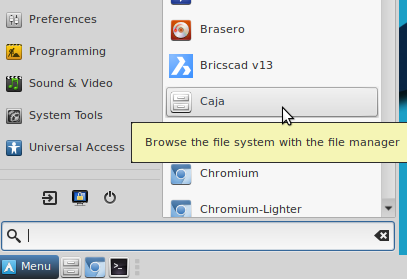 Preferences
Programming
Sound & Video
System Tools
Universal Access
Brasero
Bricscad v13
Caja
Browse the file system with the file manager
Chromium
Chromium-Lighter
Menu